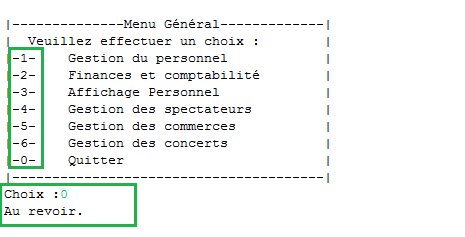 |--------------Menu Général-------------|
|  Veuillez effectuer un choix :        |
|-1-    Gestion du personnel            |
|-2-    Finances et comptabilité        |
|-3-    Affichage Personnel             |
|-4-    Gestion des spectateurs         |
|-5-    Gestion des commerces           |
|-6-    Gestion des concerts            |
|-0-    Quitter                         |
|---------------------------------------|
Choix :0
Au revoir.